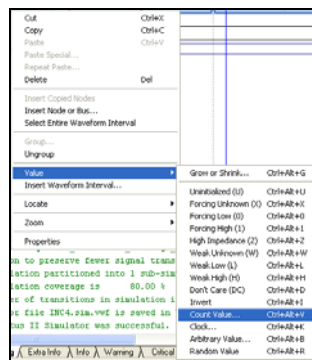 Cut Ctrl+X
Copy Ctrl+C
Paste Ctrl+V
Paste Special...
Repeat Paste...
Delete Del
Insert Copied Nodes
Insert Node or Bus...
Select Entire Waveform Interval
Group...
Ungroup
Value
Insert Waveform Interval...
Locate
Zoom
Properties
Grow or Shrink... Ctrl+Alt+G
Uninitialized (U) Ctrl+Alt+U
Forcing Unknown (X) Ctrl+Alt+X
Forcing Low (0) Ctrl+Alt+0
Forcing High (1) Ctrl+Alt+1
High Impedance (Z) Ctrl+Alt+Z
Weak Unknown (W) Ctrl+Alt+W
Weak Low (L) Ctrl+Alt+L
Weak High (H) Ctrl+Alt+H
Don't Care (DC) Ctrl+Alt+D
Invert Ctrl+Alt+I
Count Value... Ctrl+Alt+V
Clock... Ctrl+Alt+K
Arbitrary Value... Ctrl+Alt+B
Random Value Ctrl+Alt+R
on to preserve fewer signal trans
lation partitioned into 1 sub-sim
lation coverage is 80.00 %
er of transitions in simulation i
or file INC4.sim.vwf is saved in
tus II Simulator was successful.
Extra Info Info Warning Critical